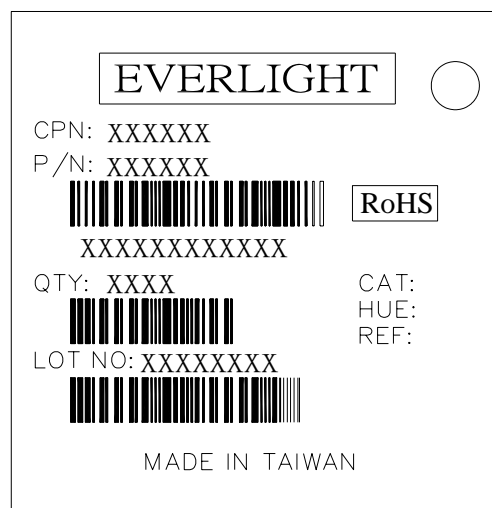 EVERLIGHT
CPN: XXXXXX
P/N: XXXXXX
RoHS
XXXXXXXXXXXX
QTY: XXXX
CAT:
HUE:
REF:
LOT NO: XXXXXXXX
MADE IN TAIWAN